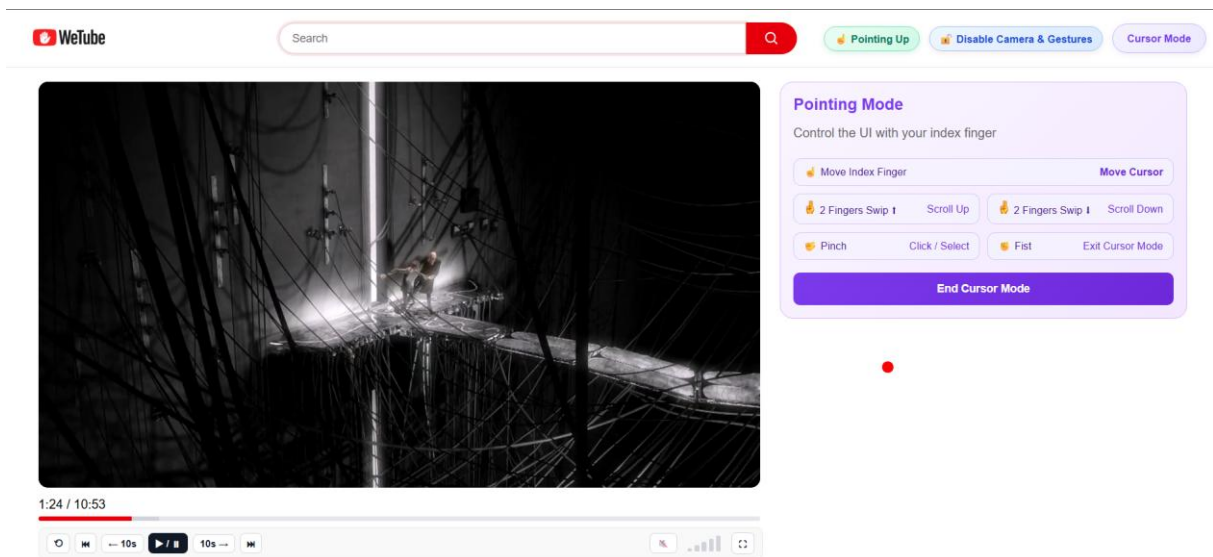 WeTube
Search
Pointing Up
Disable Camera & Gestures
Cursor Mode
Pointing Mode
Control the UI with your index finger
Move Index Finger Move Cursor
2 Fingers Swip ⬆ Scroll Up
2 Fingers Swip ⬇ Scroll Down
Pinch Click / Select
Fist Exit Cursor Mode
End Cursor Mode
1:24 / 10:53
← 10s
/
10s →